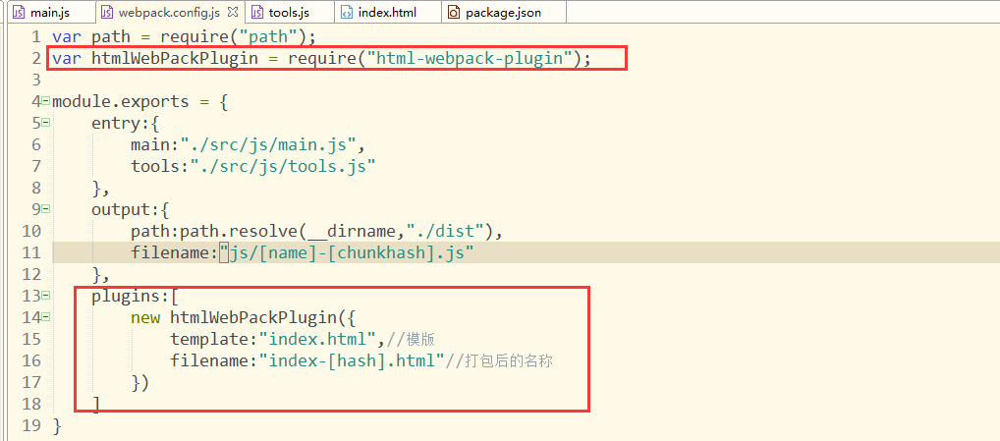 main.js webpack.config.js tools.js index.html package.json
1 var path = require("path");
2 var htmlWebPackPlugin = require("html-webpack-plugin");
3
4 module.exports = {
5 entry:{
6 main:"./src/js/main.js",
7 tools:"./src/js/tools.js"
8 },
9 output:{
10 path:path.resolve(__dirname,"./dist"),
11 filename:"js/[name]-[chunkhash].js"
12 },
13 plugins:[
14 new htmlWebPackPlugin({
15 template:"index.html",//模版
16 filename:"index-[hash].html"//打包后的名称
17 })
18 ]
19 }